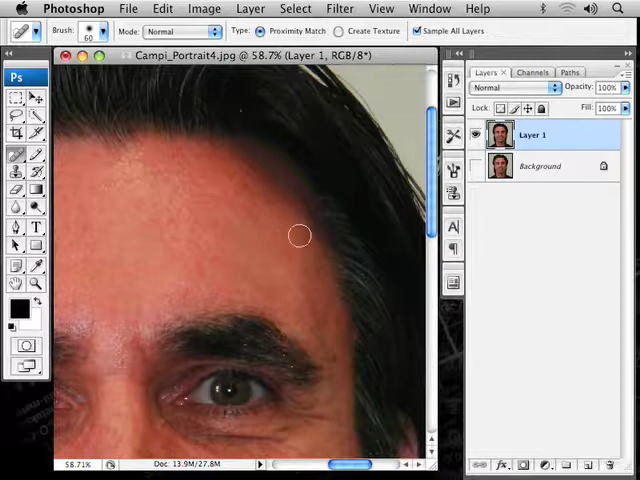 Photoshop File Edit Image Layer Select Filter View Window Help
Brush: 60 Mode: Normal Type: Proximity Match Create Texture Sample All Layers
Campi_Portrait4.jpg @ 58.7% (Layer 1, RGB/8*)
Ps
Layers x Channels Paths
Normal Opacity: 100%
Lock: Fill: 100%
Layer 1
Background
T
A
58.71% Doc: 13.9M/27.8M
fx